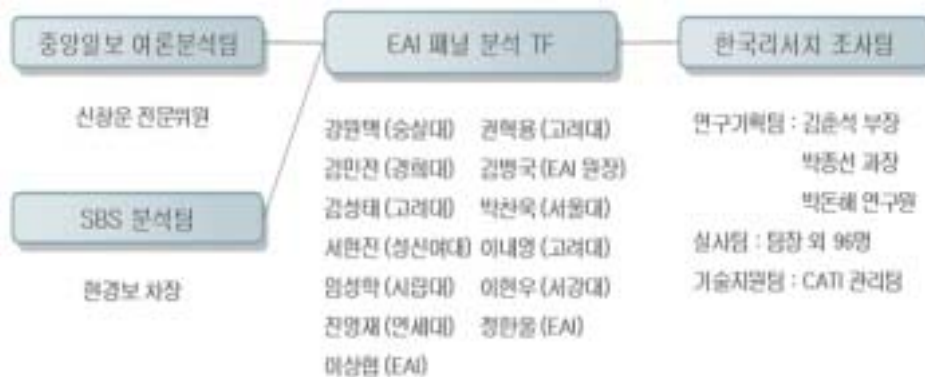 중앙일보 여론분석팀
신창운 전문위원
SBS 분석팀
현경보 차장
EAI 패널 분석 TF
강원택 (숭실대) 권혁용 (고려대)
김민전 (경희대) 김병국 (EAI 원장)
김성태 (고려대) 박찬욱 (서울대)
서현진 (성신여대) 이내영 (고려대)
임성학 (시립대) 이현우 (서강대)
진영재 (연세대) 정한울 (EAI)
이상협 (EAI)
한국리서치 조사팀
연구기획팀 : 김춘석 부장
박종선 과장
박돈해 연구원
실사팀 : 팀장 외 96명
기술지원팀 : CATI 관리팀